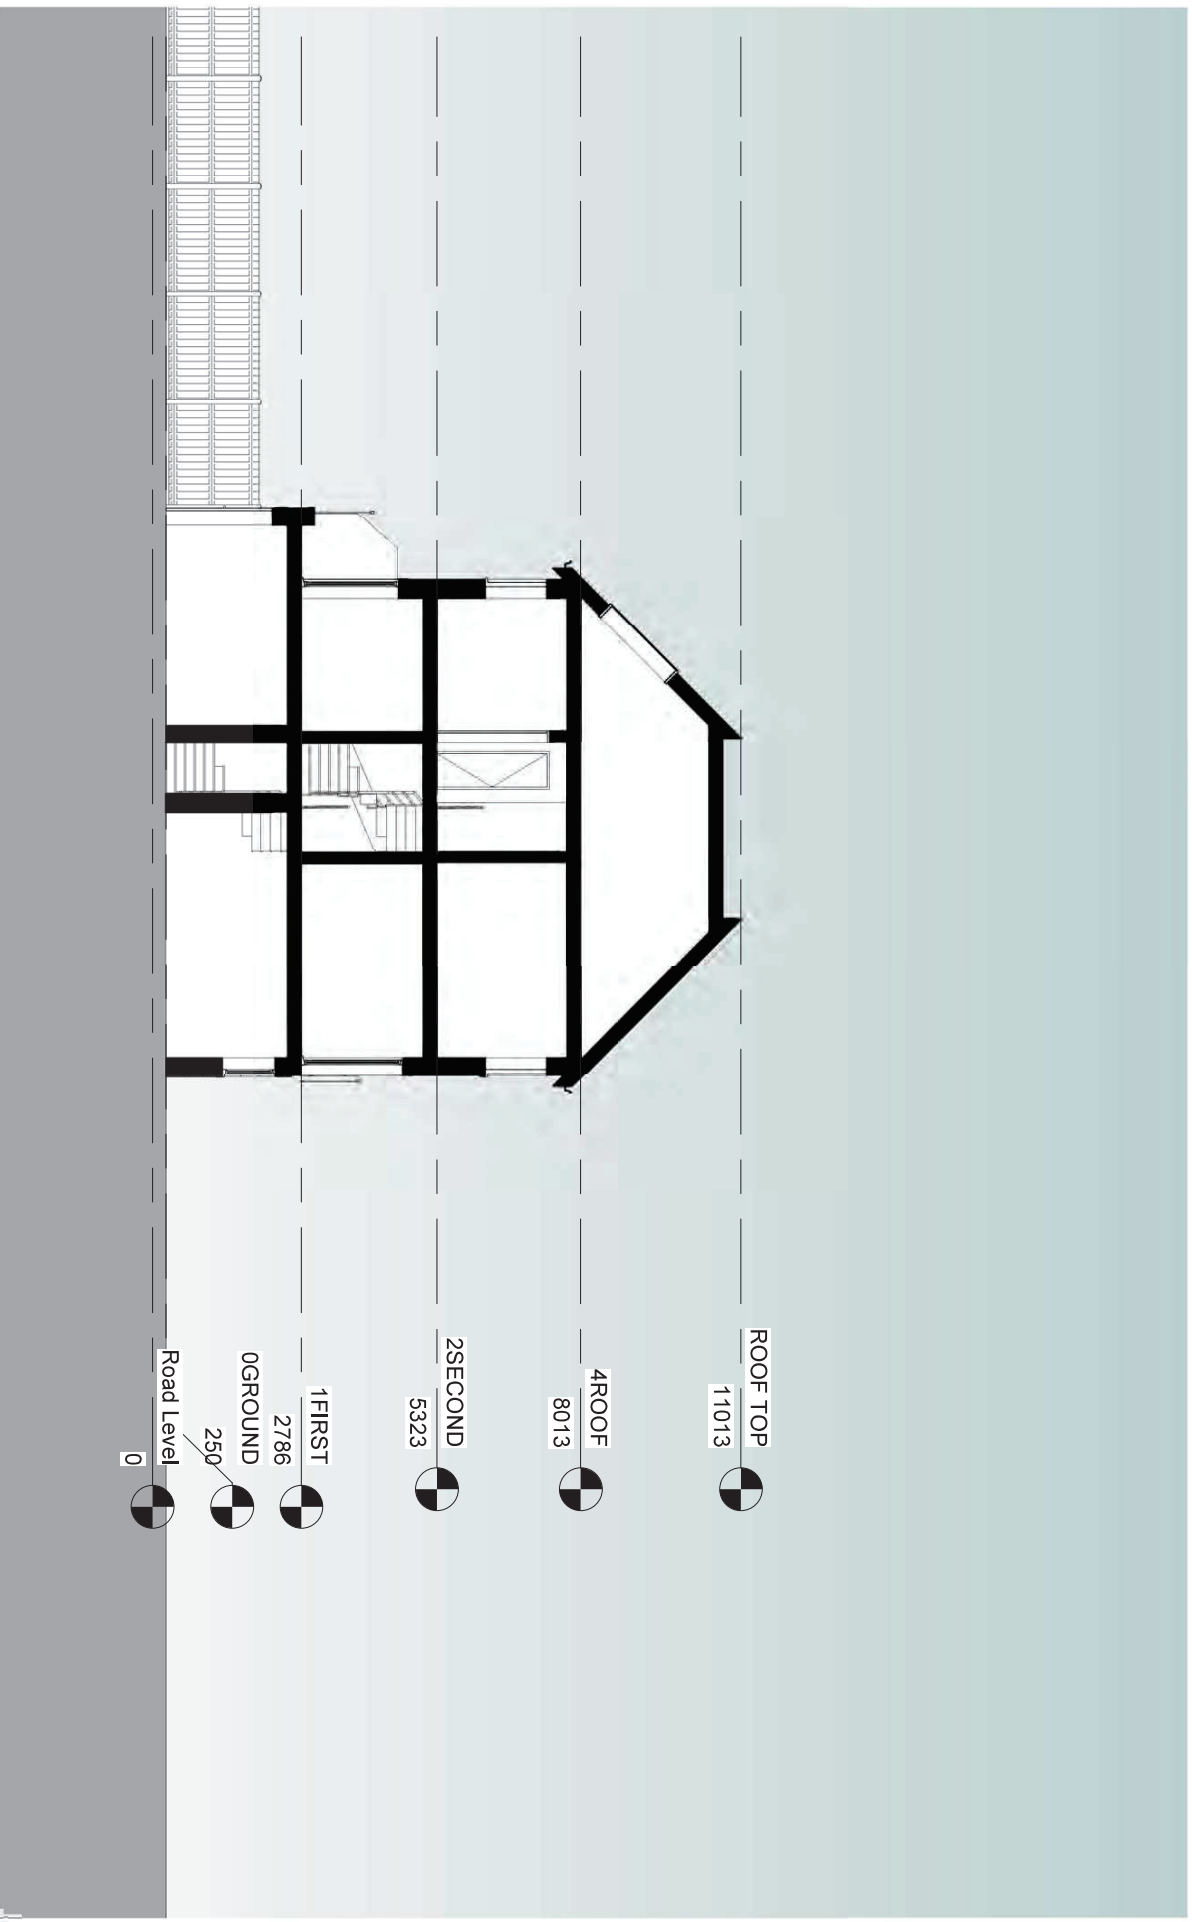 ROOF TOP
11013
4ROOF
8013
2SECOND
5323
1FIRST
2786
0GROUND
250
Road Level
0